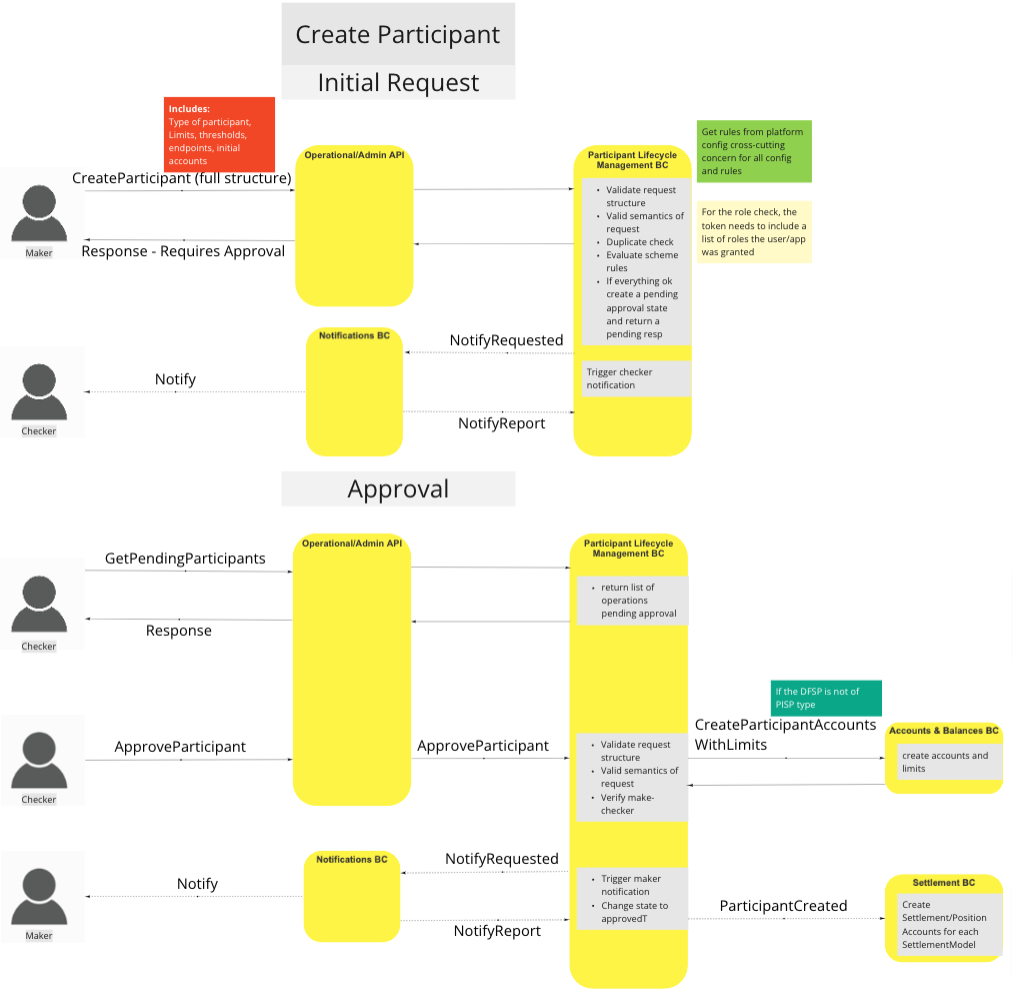 Create Participant
Initial Request
Includes:
Type of participant,
Limits, thresholds,
endpoints, initial
accounts
CreateParticipant (full structure)
Maker
Response - Requires Approval
Operational/Admin API
Participant Lifecycle
Management BC
• Validate request
structure
• Valid semantics of
request
• Duplicate check
• Evaluate scheme
rules
• If everything ok
create a pending
approval state
and return a
pending resp
Get rules from platform
config cross-cutting
concern for all config
and rules
For the role check, the
token needs to include a
list of roles the user/app
was granted
Notifications BC
NotifyRequested
Trigger checker
notification
Notify
Checker
NotifyReport
Approval
Operational/Admin API
Participant Lifecycle
Management BC
GetPendingParticipants
• return list of
operations
pending approval
Response
Checker
If the DFSP is not of
PISP type
CreateParticipantAccounts
WithLimits
Accounts & Balances BC
create accounts and
limits
ApproveParticipant
ApproveParticipant
• Validate request
structure
• Valid semantics of
request
• Verify make-
checker
Checker
Notifications BC
NotifyRequested
Notify
Maker
NotifyReport
• Trigger maker
notification
• Change state to
approvedT
ParticipantCreated
Settlement BC
Create
Settlement/Position
Accounts for each
SettlementModel